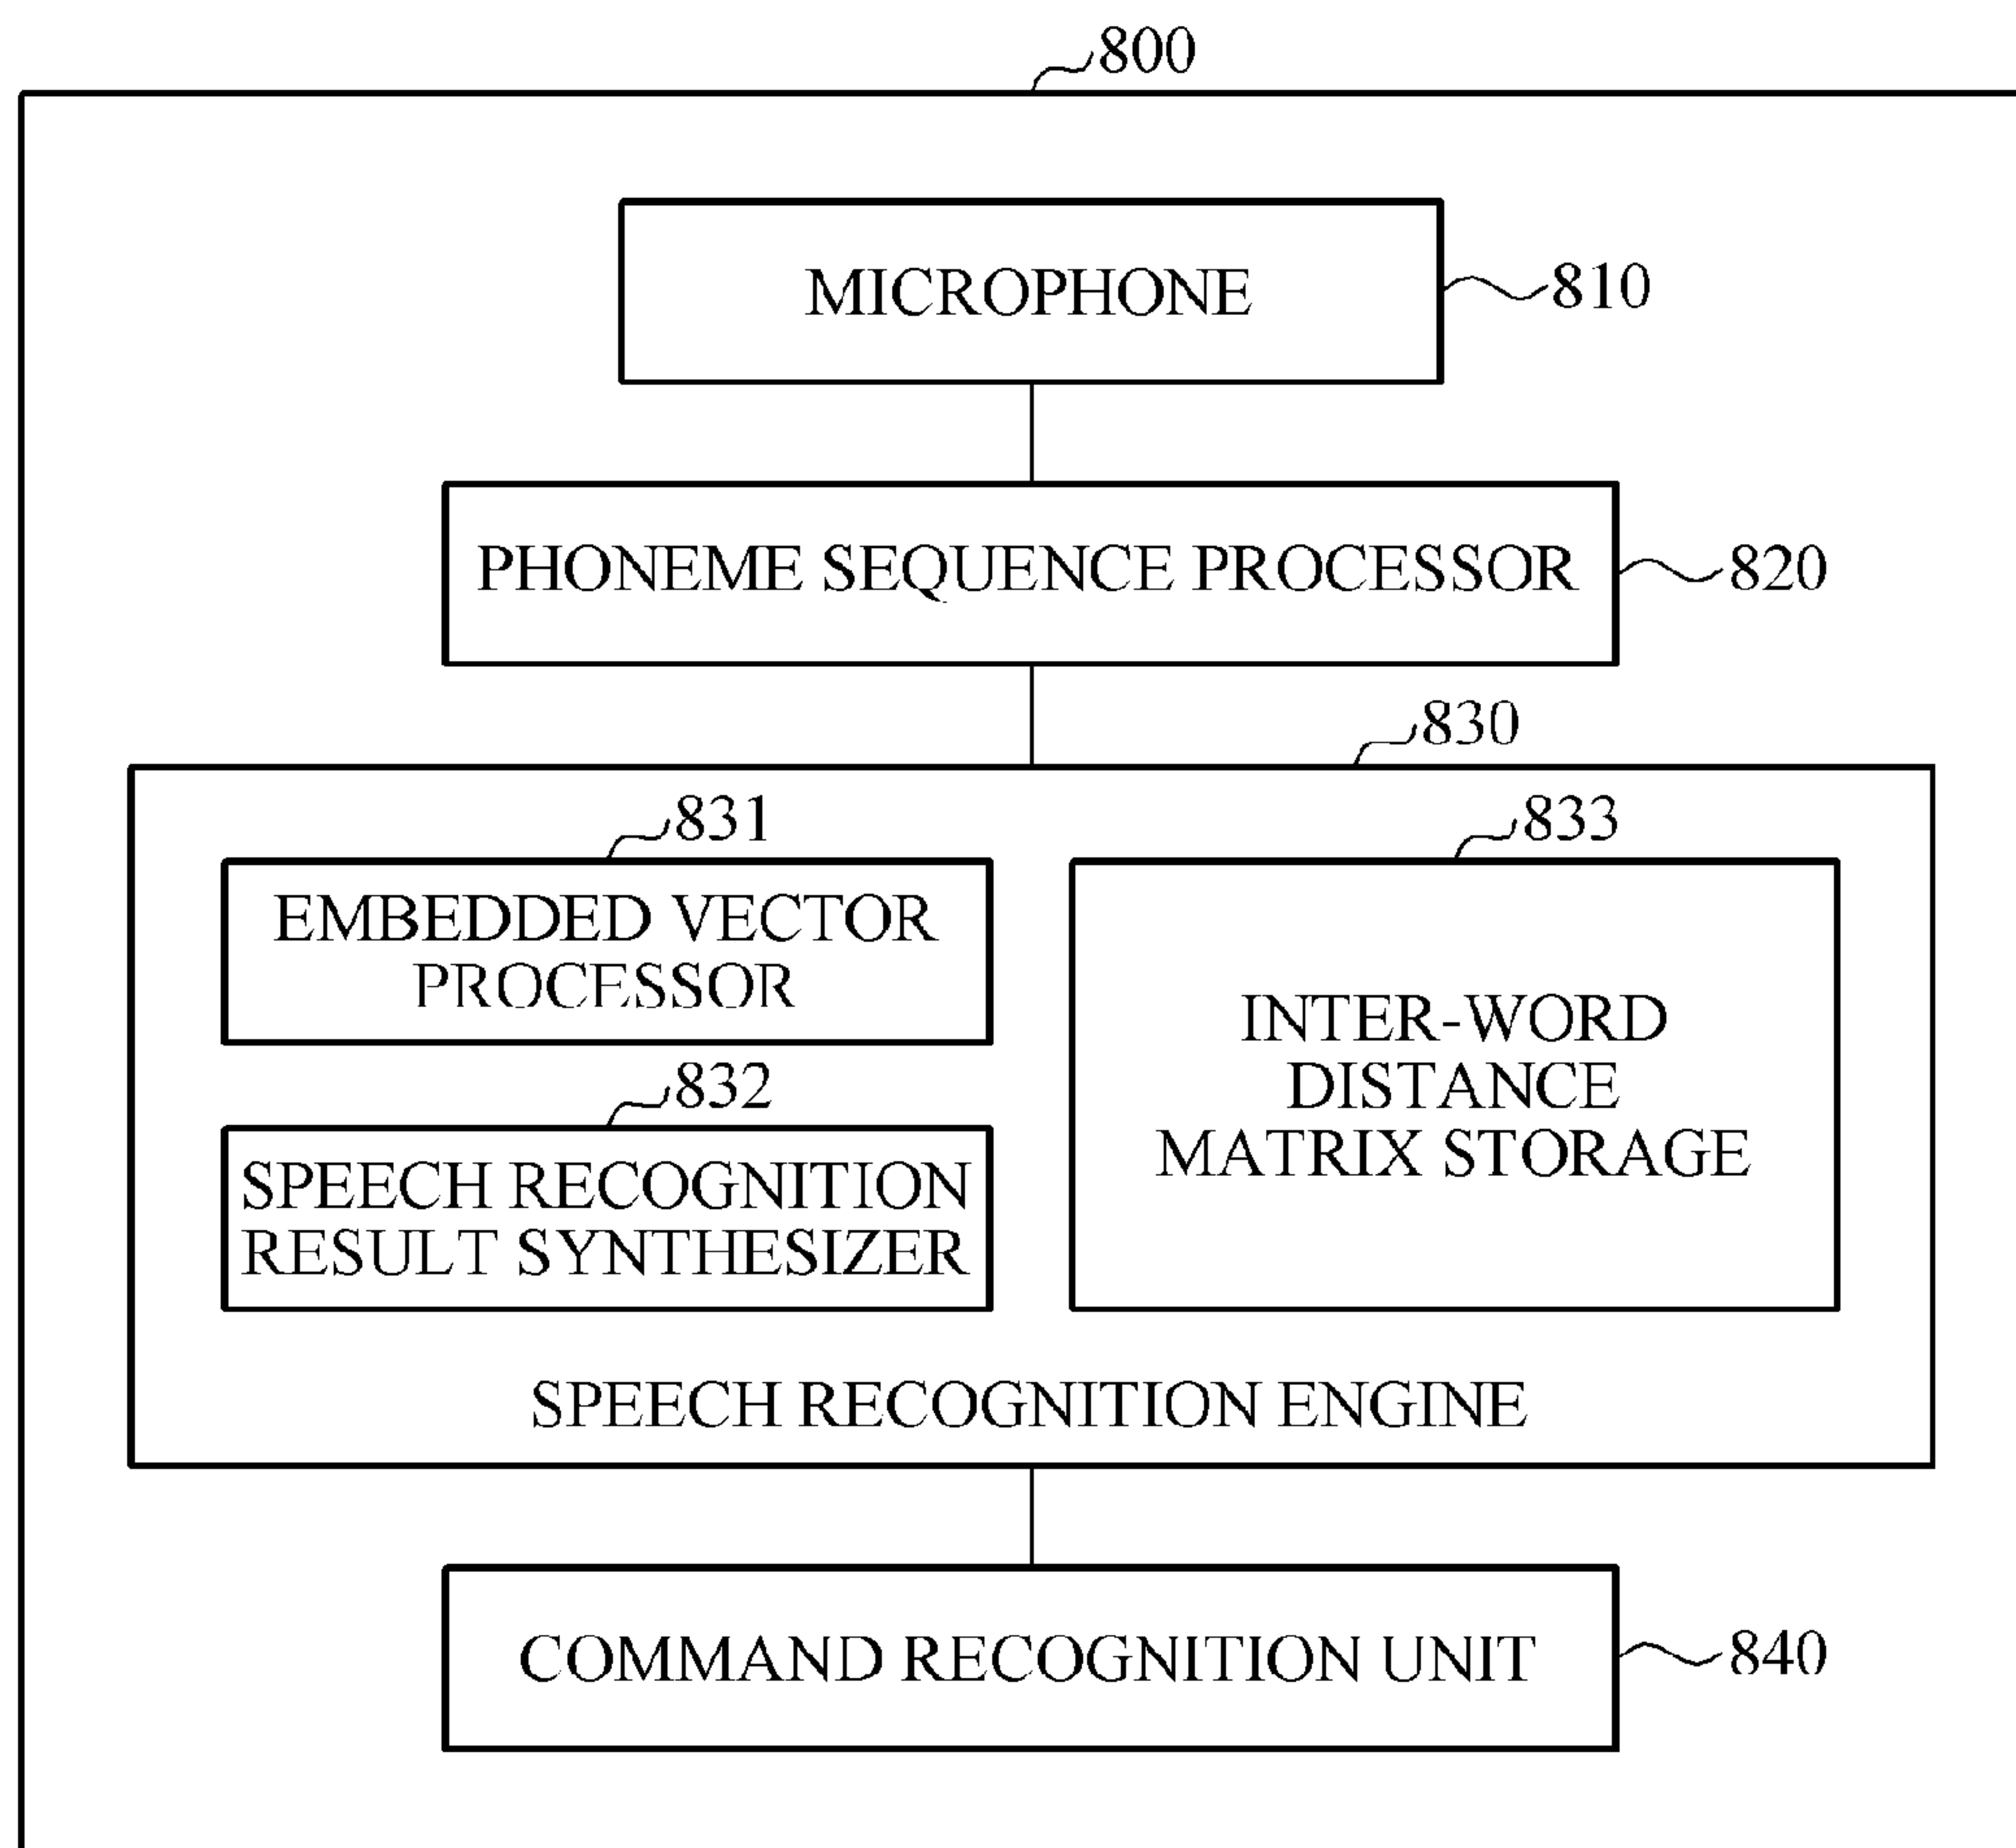 800
MICROPHONE
810
PHONEME SEQUENCE PROCESSOR
820
830
831
EMBEDDED VECTOR
PROCESSOR
832
SPEECH RECOGNITION
RESULT SYNTHESIZER
833
INTER-WORD
DISTANCE
MATRIX STORAGE
SPEECH RECOGNITION ENGINE
COMMAND RECOGNITION UNIT
840